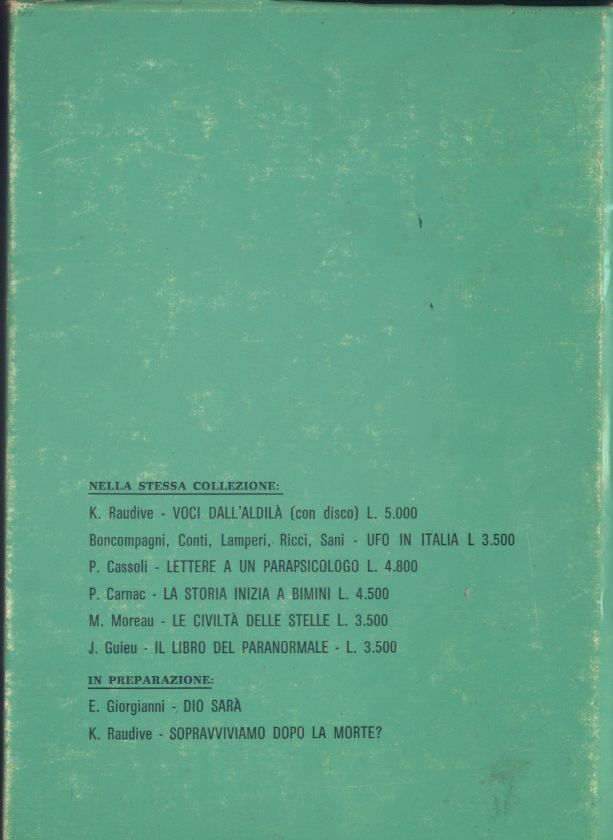 NELLA STESSA COLLEZIONE:
K. Raudive - VOCI DALL'ALDILÀ (con disco) L. 5.000
Boncompagni, Conti, Lamperi, Ricci, Sani - UFO IN ITALIA L 3.500
P. Cassoli - LETTERE A UN PARAPSICOLOGO L. 4.800
P. Carnac - LA STORIA INIZIA A BIMINI L. 4.500
M. Moreau - LE CIVILTÀ DELLE STELLE L. 3.500
J. Guieu - IL LIBRO DEL PARANORMALE - L. 3.500
IN PREPARAZIONE:
E. Giorgianni - DIO SARÀ
K. Raudive - SOPRAVVIVIAMO DOPO LA MORTE?